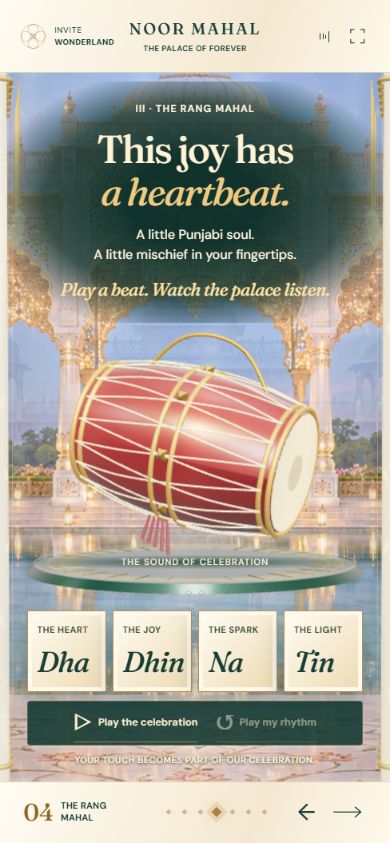 INVITE
WONDERLAND
NOOR MAHAL
THE PALACE OF FOREVER
III · THE RANG MAHAL
This joy has
a heartbeat.
A little Punjabi soul.
A little mischief in your fingertips.
Play a beat. Watch the palace listen.
THE SOUND OF CELEBRATION
THE HEART
Dha
THE JOY
Dhin
THE SPARK
Na
THE LIGHT
Tin
Play the celebration
Play my rhythm
YOUR TOUCH BECOMES PART OF OUR CELEBRATION.
04
THE RANG
MAHAL